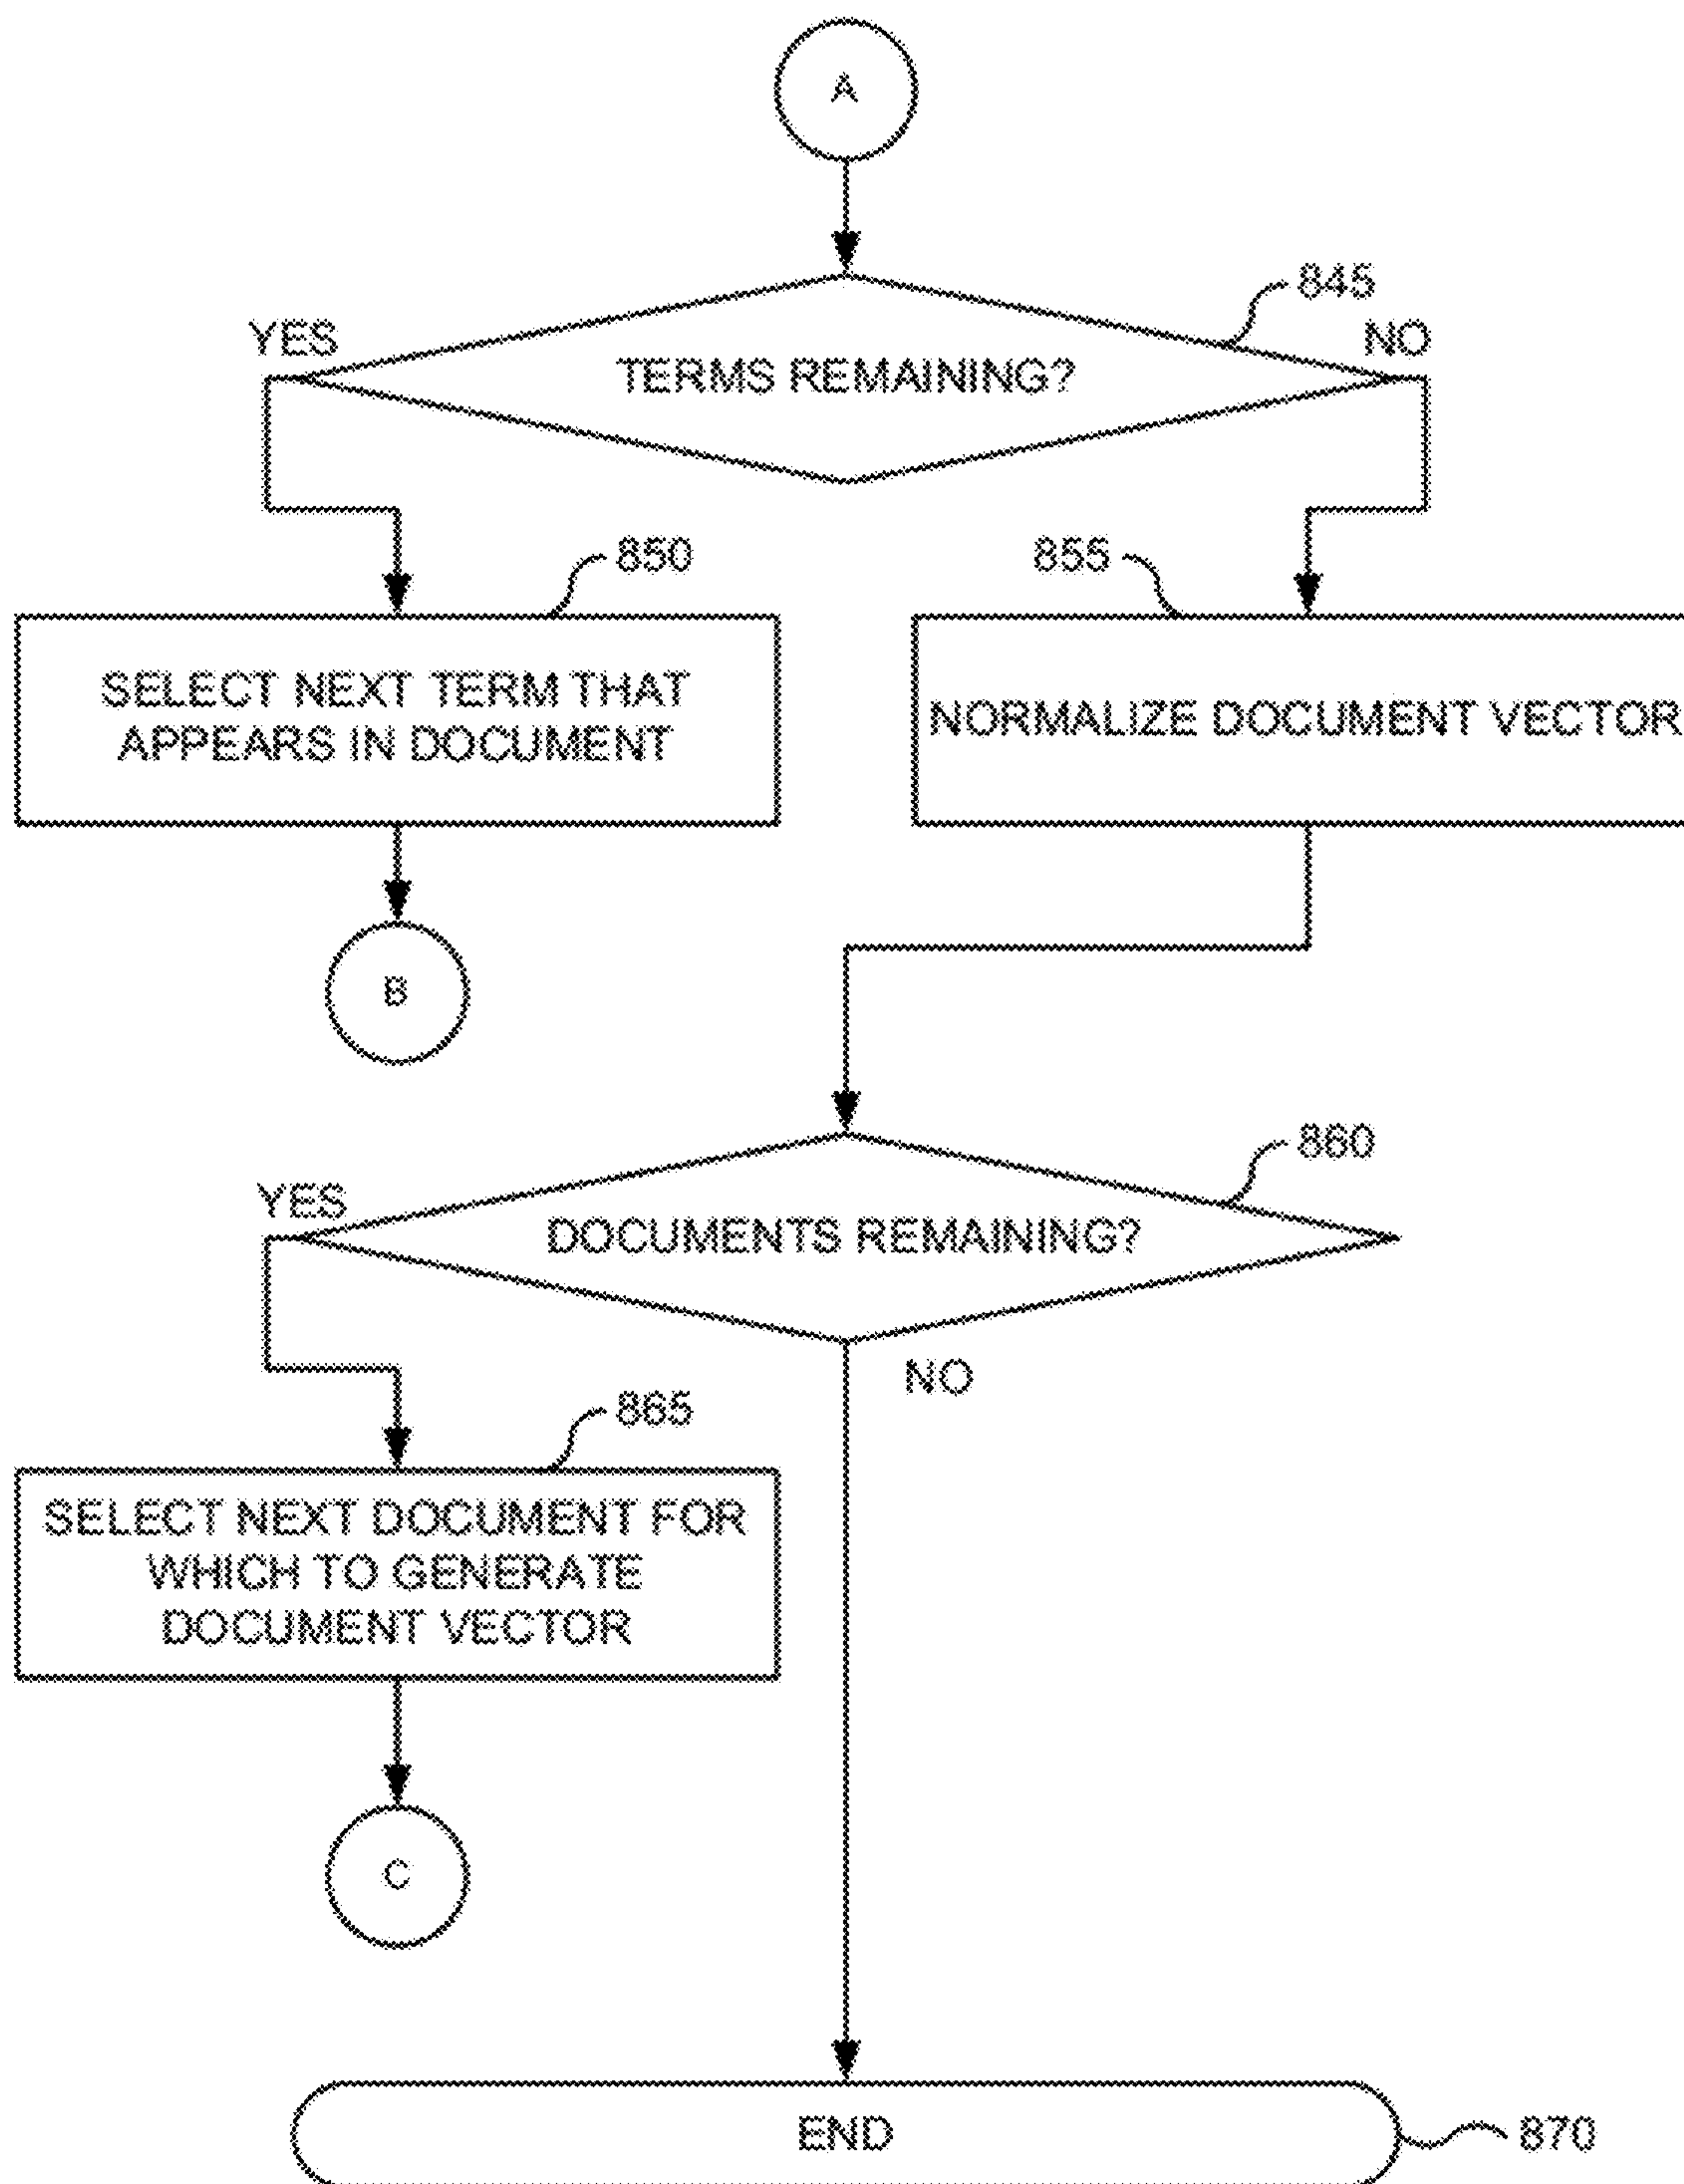 A
845
YES
NO
TERMS REMAINING?
850
855
SELECT NEXT TERM THAT
APPEARS IN DOCUMENT
NORMALIZE DOCUMENT VECTOR
B
860
YES
DOCUMENTS REMAINING?
NO
865
SELECT NEXT DOCUMENT FOR
WHICH TO GENERATE
DOCUMENT VECTOR
C
END
870